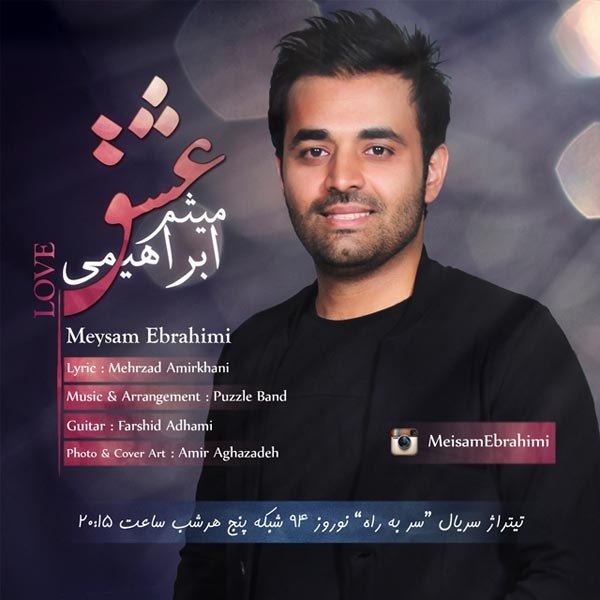 عشق
میثم
ابراهیمی
LOVE
Meysam Ebrahimi
Lyric : Mehrzad Amirkhani
Music & Arrangement : Puzzle Band
Guitar : Farshid Adhami
Photo & Cover Art : Amir Aghazadeh
MeisamEbrahimi
تیتراژ سریال “سر به راه” نوروز ۹۴ شبکه پنج هرشب ساعت ۲۰:۱۵